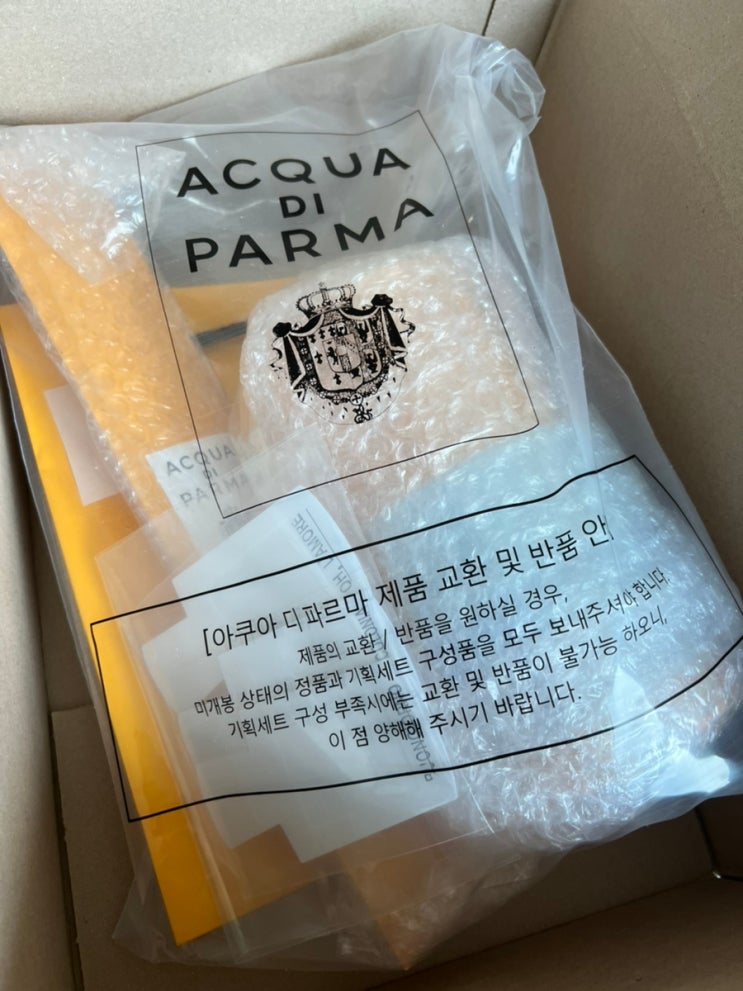 ACQUA
DI
PARMA
ACQUA
DI
PARMA
OH, L'AMORE
[아쿠아 디 파르마 제품 교환 및 반품 안
제품의 교환 / 반품을 원하실 경우,
미개봉 상태의 정품과 기획세트 구성품을 모두 보내주셔야 합니다.
기획세트 구성 부족시에는 교환 및 반품이 불가능 하오니,
이 점 양해해 주시기 바랍니다.